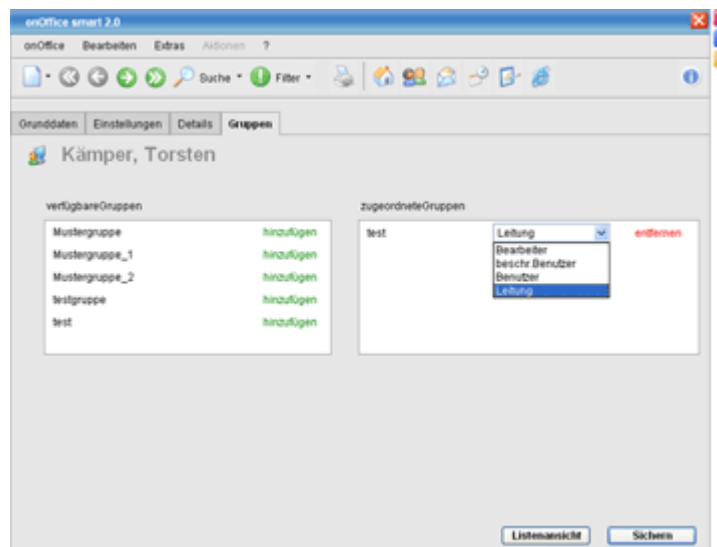 onOffice smart 2.0
onOffice Bearbeiten Extras Aktionen ?
Suche Filter
Grunddaten Einstellungen Details Gruppen
Kämper, Torsten
verfügbareGruppen zugeordneteGruppen
Mustergruppe hinzufügen test Leitung entfernen
Mustergruppe_1 hinzufügen Bearbeiter
beschr.Benutzer
Mustergruppe_2 hinzufügen Benutzer
testgruppe hinzufügen Leitung
test hinzufügen
Listenansicht Sichern